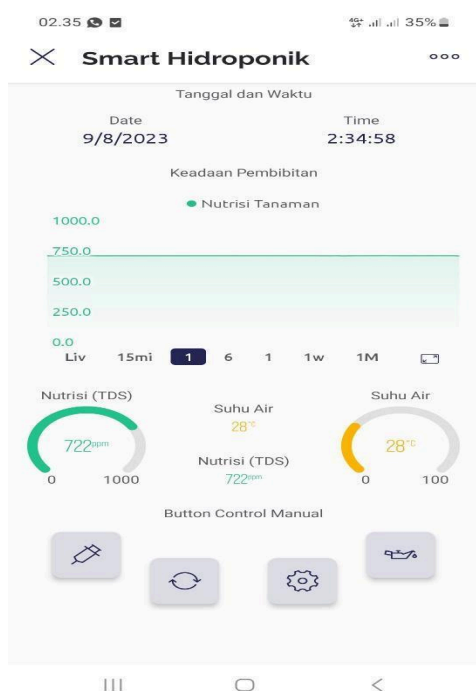 02.35 4G+ 35%
Smart Hidroponik
Tanggal dan Waktu
Date Time
9/8/2023 2:34:58
Keadaan Pembibitan
Nutrisi Tanaman
1000.0
750.0
500.0
250.0
0.0
Liv 15mi 1 6 1 1w 1M
Nutrisi (TDS) Suhu Air
Suhu Air
28°C
722ppm 28°C
Nutrisi (TDS)
722ppm
0 1000 0 100
Button Control Manual